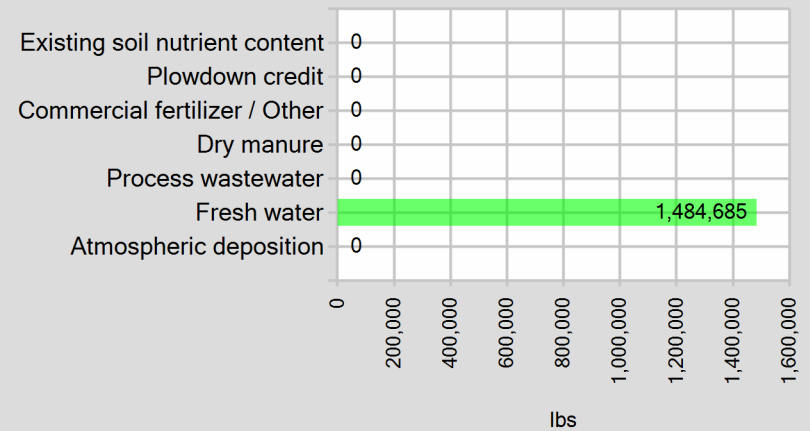 Existing soil nutrient content 0
Plowdown credit 0
Commercial fertilizer / Other 0
Dry manure 0
Process wastewater 0
Fresh water 1,484,685
Atmospheric deposition 0
0 200,000 400,000 600,000 800,000 1,000,000 1,200,000 1,400,000 1,600,000
lbs